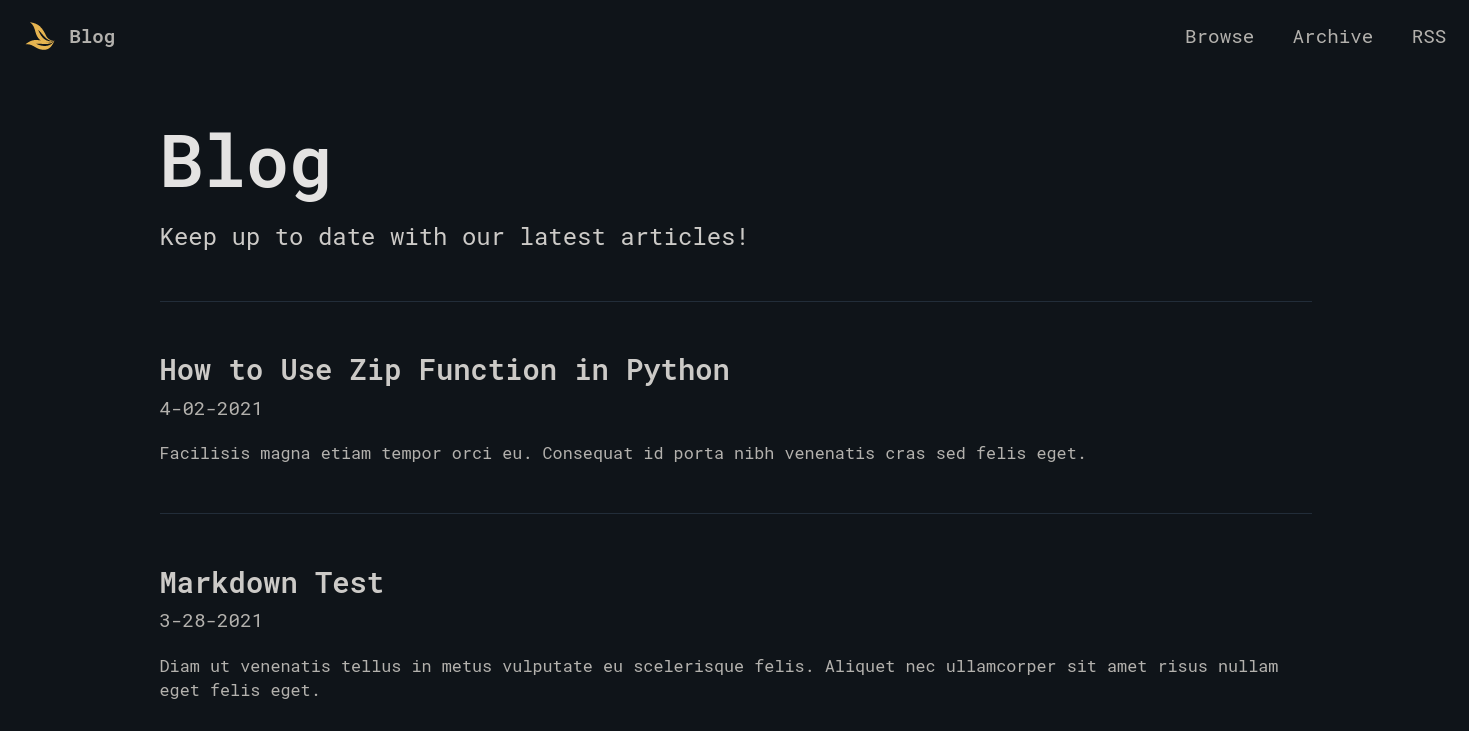 Blog
Browse
Archive
RSS
Blog
Keep up to date with our latest articles!
How to Use Zip Function in Python
4-02-2021
Facilisis magna etiam tempor orci eu. Consequat id porta nibh venenatis cras sed felis eget.
Markdown Test
3-28-2021
Diam ut venenatis tellus in metus vulputate eu scelerisque felis. Aliquet nec ullamcorper sit amet risus nullam
eget felis eget.